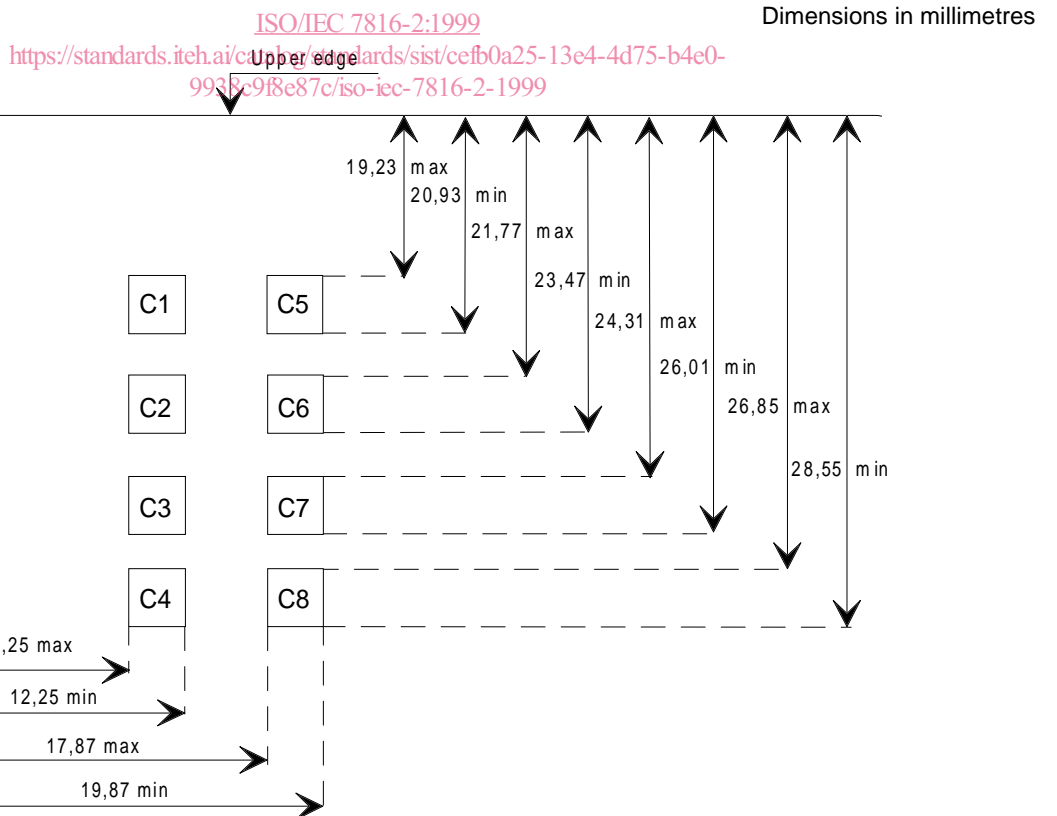 ISO/IEC 7816-2:1999
Dimensions in millimetres
https://standards.iteh.ai/catalog/standards/sist/cefb0a25-13e4-4d75-b4e0-
Upper edge
9938c9f8e87c/iso-iec-7816-2-1999
19,23 max
20,93 min
21,77 max
23,47 min
24,31 max
26,01 min
26,85 max
28,55 min
C1 C5
C2 C6
C3 C7
C4 C8
,25 max
12,25 min
17,87 max
19,87 min